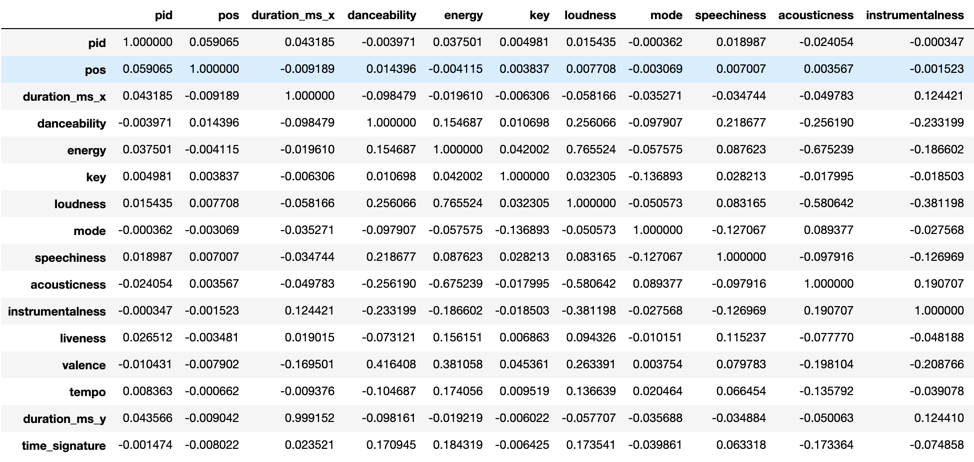 pid pos duration_ms_x danceability energy key loudness mode speechiness acousticness instrumentalness
pid 1.000000 0.059065 0.043185 -0.003971 0.037501 0.004981 0.015435 -0.000362 0.018987 -0.024054 -0.000347
pos 0.059065 1.000000 -0.009189 0.014396 -0.004115 0.003837 0.007708 -0.003069 0.007007 0.003567 -0.001523
duration_ms_x 0.043185 -0.009189 1.000000 -0.098479 -0.019610 -0.006306 -0.058166 -0.035271 -0.034744 -0.049783 0.124421
danceability -0.003971 0.014396 -0.098479 1.000000 0.154687 0.010698 0.256066 -0.097907 0.218677 -0.256190 -0.233199
energy 0.037501 -0.004115 -0.019610 0.154687 1.000000 0.042002 0.765524 -0.057575 0.087623 -0.675239 -0.186602
key 0.004981 0.003837 -0.006306 0.010698 0.042002 1.000000 0.032305 -0.136893 0.028213 -0.017995 -0.018503
loudness 0.015435 0.007708 -0.058166 0.256066 0.765524 0.032305 1.000000 -0.050573 0.083165 -0.580642 -0.381198
mode -0.000362 -0.003069 -0.035271 -0.097907 -0.057575 -0.136893 -0.050573 1.000000 -0.127067 0.089377 -0.027568
speechiness 0.018987 0.007007 -0.034744 0.218677 0.087623 0.028213 0.083165 -0.127067 1.000000 -0.097916 -0.126969
acousticness -0.024054 0.003567 -0.049783 -0.256190 -0.675239 -0.017995 -0.580642 0.089377 -0.097916 1.000000 0.190707
instrumentalness -0.000347 -0.001523 0.124421 -0.233199 -0.186602 -0.018503 -0.381198 -0.027568 -0.126969 0.190707 1.000000
liveness 0.026512 -0.003481 0.019015 -0.073121 0.156151 0.006863 0.094326 -0.010151 0.115237 -0.077770 -0.048188
valence -0.010431 -0.007902 -0.169501 0.416408 0.381058 0.045361 0.263391 0.003754 0.079783 -0.198104 -0.208766
tempo 0.008363 -0.000662 -0.009376 -0.104687 0.174056 0.009519 0.136639 0.020464 0.066454 -0.135792 -0.039078
duration_ms_y 0.043566 -0.009042 0.999152 -0.098161 -0.019219 -0.006022 -0.057707 -0.035688 -0.034884 -0.050063 0.124410
time_signature -0.001474 -0.008022 0.023521 0.170945 0.184319 -0.006425 0.173541 -0.039861 0.063318 -0.173364 -0.074858